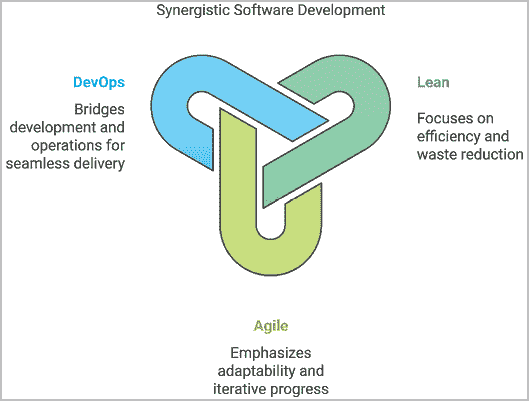 Synergistic Software Development
DevOps
Bridges
development and
operations for
seamless delivery
Lean
Focuses on
efficiency and
waste reduction
Agile
Emphasizes
adaptability and
iterative progress